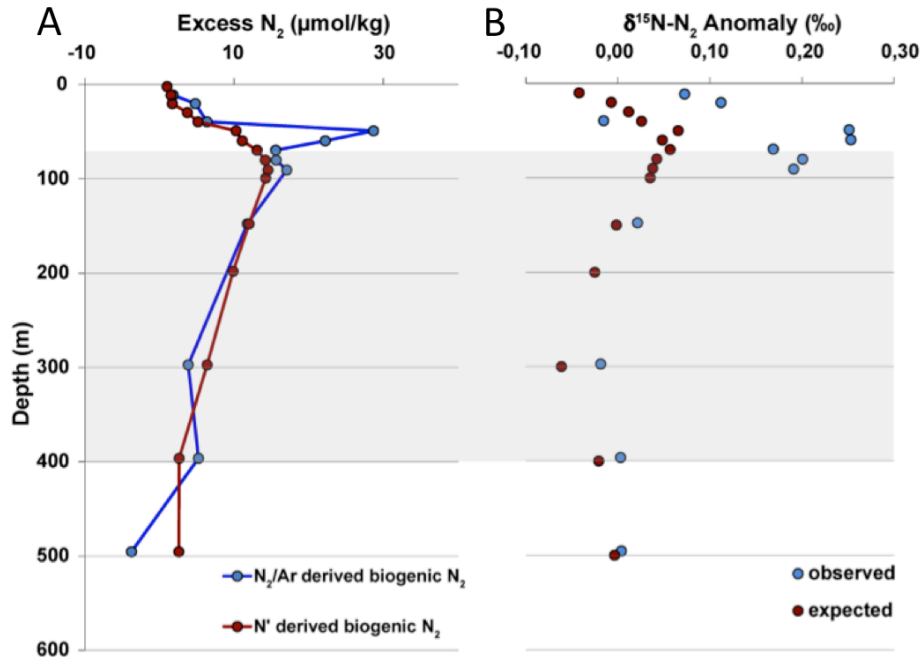 A
Excess N₂ (µmol/kg)
-10 10 30
B
δ¹⁵N-N₂ Anomaly (‰)
-0,10 0,00 0,10 0,20 0,30
Depth (m)
0
100
200
300
400
500
600
N₂/Ar derived biogenic N₂
N' derived biogenic N₂
observed
expected